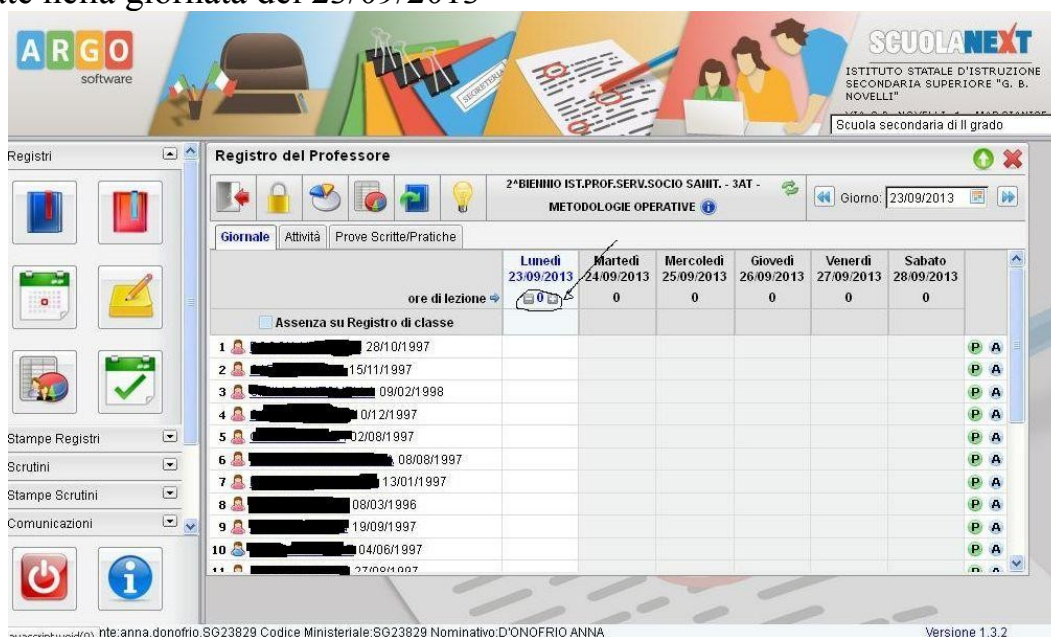 nella giornata del 23/09/2013
ARGO
software
SEGRETERIA
SCUOLANEXT
ISTITUTO STATALE D'ISTRUZIONE
SECONDARIA SUPERIORE "G. B.
NOVELLI"
Scuola secondaria di II grado
Registri
Registro del Professore
2^BIENNIO IST.PROF.SERV.SOCIO SANIT. - 3AT -
METODOLOGIE OPERATIVE
Giorno: 23/09/2013
Giornale Attività Prove Scritte/Pratiche
Lunedì Martedì Mercoledì Giovedì Venerdì Sabato
23/09/2013 24/09/2013 25/09/2013 26/09/2013 27/09/2013 28/09/2013
ore di lezione 0 0 0 0 0 0
Assenza su Registro di classe
1 28/10/1997 P A
2 15/11/1997 P A
3 09/02/1998 P A
4 0/12/1997 P A
5 02/08/1997 P A
6 08/08/1997 P A
7 13/01/1997 P A
8 08/03/1996 P A
9 19/09/1997 P A
10 04/06/1997 P A
11 27/09/1997 P A
Stampe Registri
Scrutini
Stampe Scrutini
Comunicazioni
nte:anna.donofrio.SG23829 Codice Ministeriale:SG23829 Nominativo:D'ONOFRIO ANNA
Versione 1.3.2